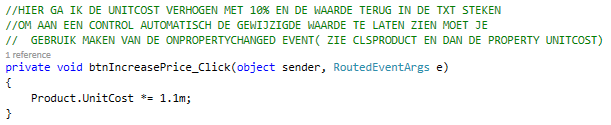 //HIER GA IK DE UNITCOST VERHOGEN MET 10% EN DE WAARDE TERUG IN DE TXT STEKEN
//OM AAN EEN CONTROL AUTOMATISCH DE GEWIJZIGDE WAARDE TE LATEN ZIEN MOET JE
//  GEBRUIK MAKEN VAN DE ONPROPERTYCHANGED EVENT( ZIE CLSPRODUCT EN DAN DE PROPERTY UNITCOST)
1 reference
private void btnIncreasePrice_Click(object sender, RoutedEventArgs e)
{
    Product.UnitCost *= 1.1m;
}